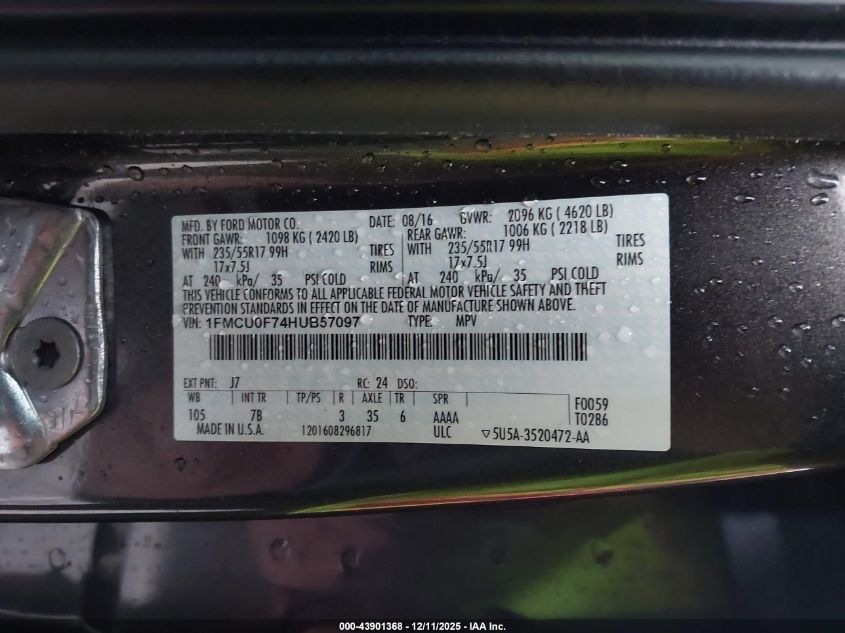 MFD. BY FORD MOTOR CO. DATE: 08/16 GVWR: 2096 KG ( 4620 LB)
FRONT GAWR: 1098 KG ( 2420 LB) REAR GAWR: 1006 KG ( 2218 LB)
WITH 235/55R17 99H TIRES WITH 235/55R17 99H TIRES
17x7.5J RIMS 17x7.5J RIMS
AT 240 kPa/ 35 PSI COLD AT 240 kPa/ 35 PSI COLD
THIS VEHICLE CONFORMS TO ALL APPLICABLE FEDERAL MOTOR VEHICLE SAFETY AND THEFT
PREVENTION STANDARDS IN EFFECT ON THE DATE OF MANUFACTURE SHOWN ABOVE.
VIN: 1FMCU0F74HUB57097 TYPE: MPV
EXT PNT: J7 RC: 24 DSO:
WB INT TR TP/PS R AXLE TR SPR F0059
105 7B 3 35 6 AAAA T0286
MADE IN U.S.A. 1201608296817 ULC ▽5U5A-3520472-AA
000-43901368 - 12/11/2025 - IAA Inc.